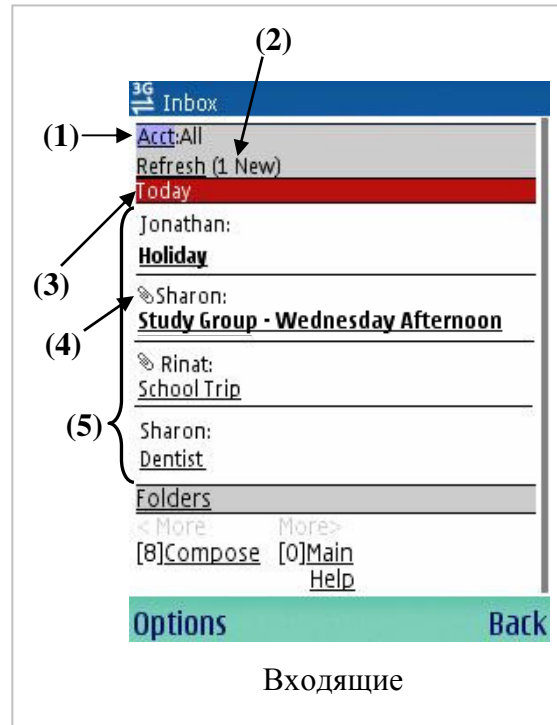 (2)
3G
Inbox
(1) Acct:All
Refresh (1 New)
Today
(3)
Jonathan:
Holiday
(4)
Sharon:
Study Group - Wednesday Afternoon
Rinat:
School Trip
(5)
Sharon:
Dentist
Folders
< More More>
[8]Compose [0]Main
Help
Options Back
Входящие